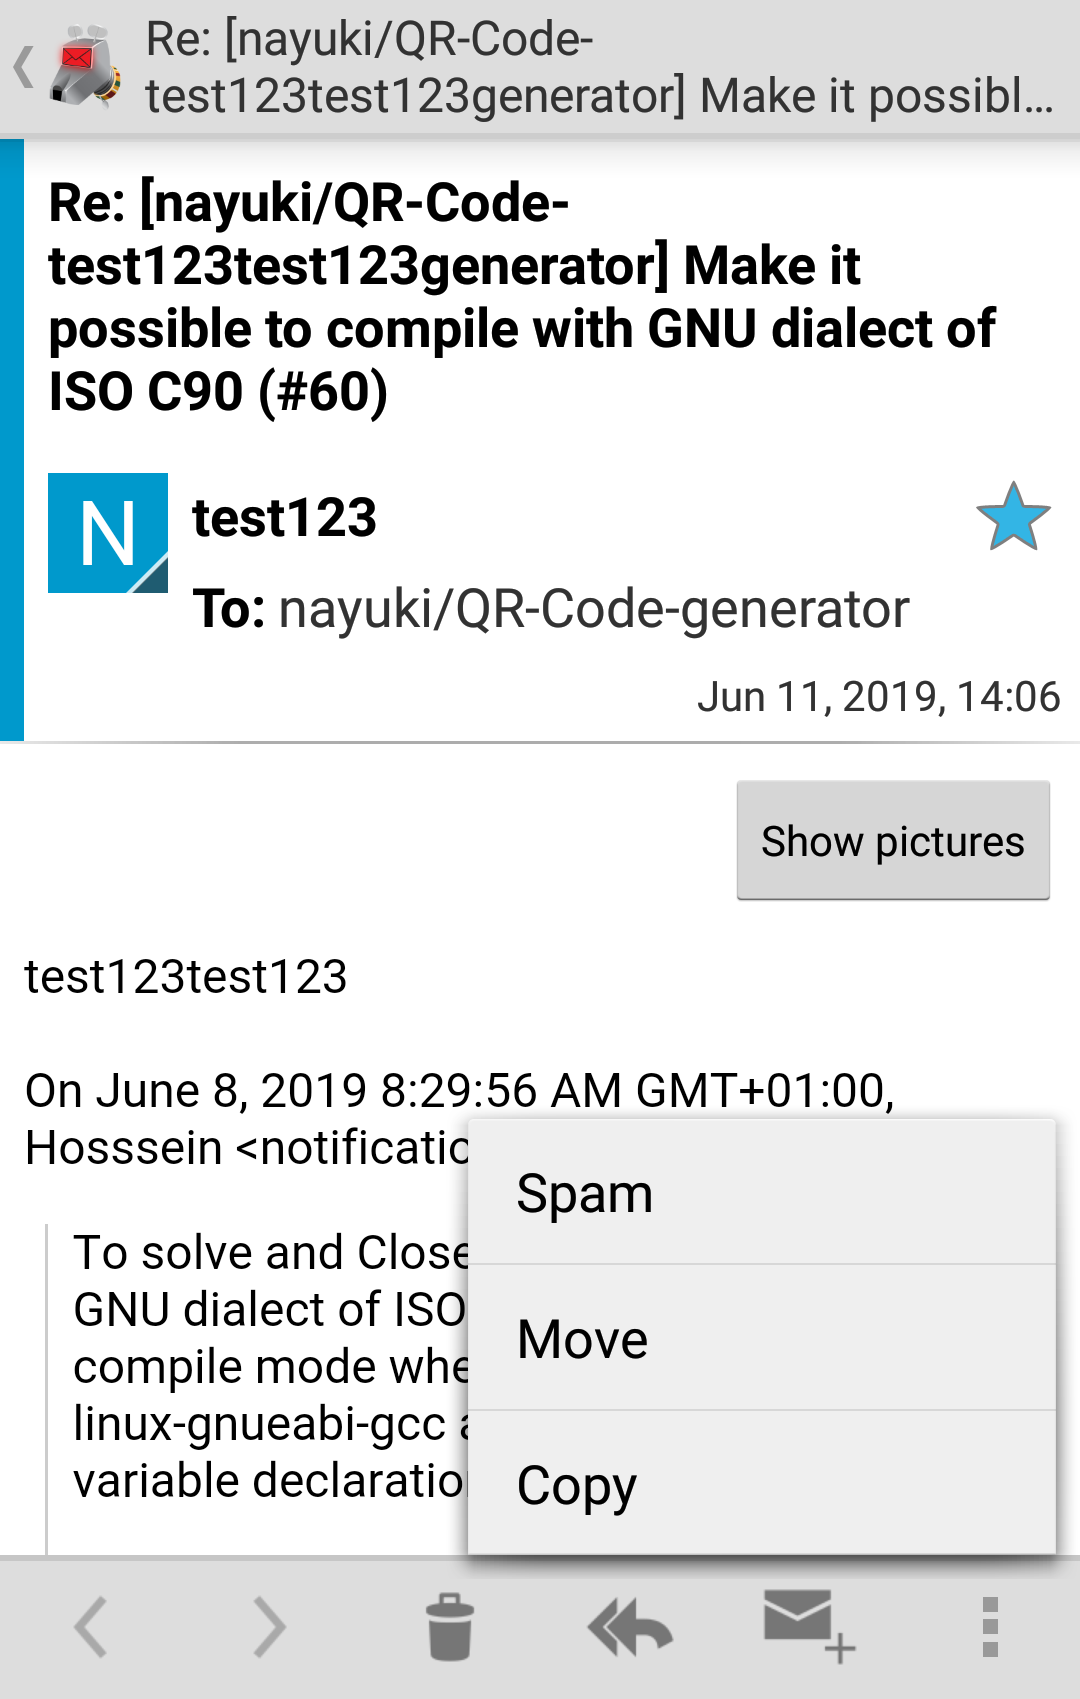 Re: [nayuki/QR-Code-
test123test123generator] Make it possibl...
Re: [nayuki/QR-Code-
test123test123generator] Make it
possible to compile with GNU dialect of
ISO C90 (#60)
N
test123
To: nayuki/QR-Code-generator
Jun 11, 2019, 14:06
Show pictures
test123test123
On June 8, 2019 8:29:56 AM GMT+01:00,
Hosssein <notificatio
To solve and Close
GNU dialect of ISO
compile mode whe
linux-gnueabi-gcc
variable declaratio
Spam
Move
Copy